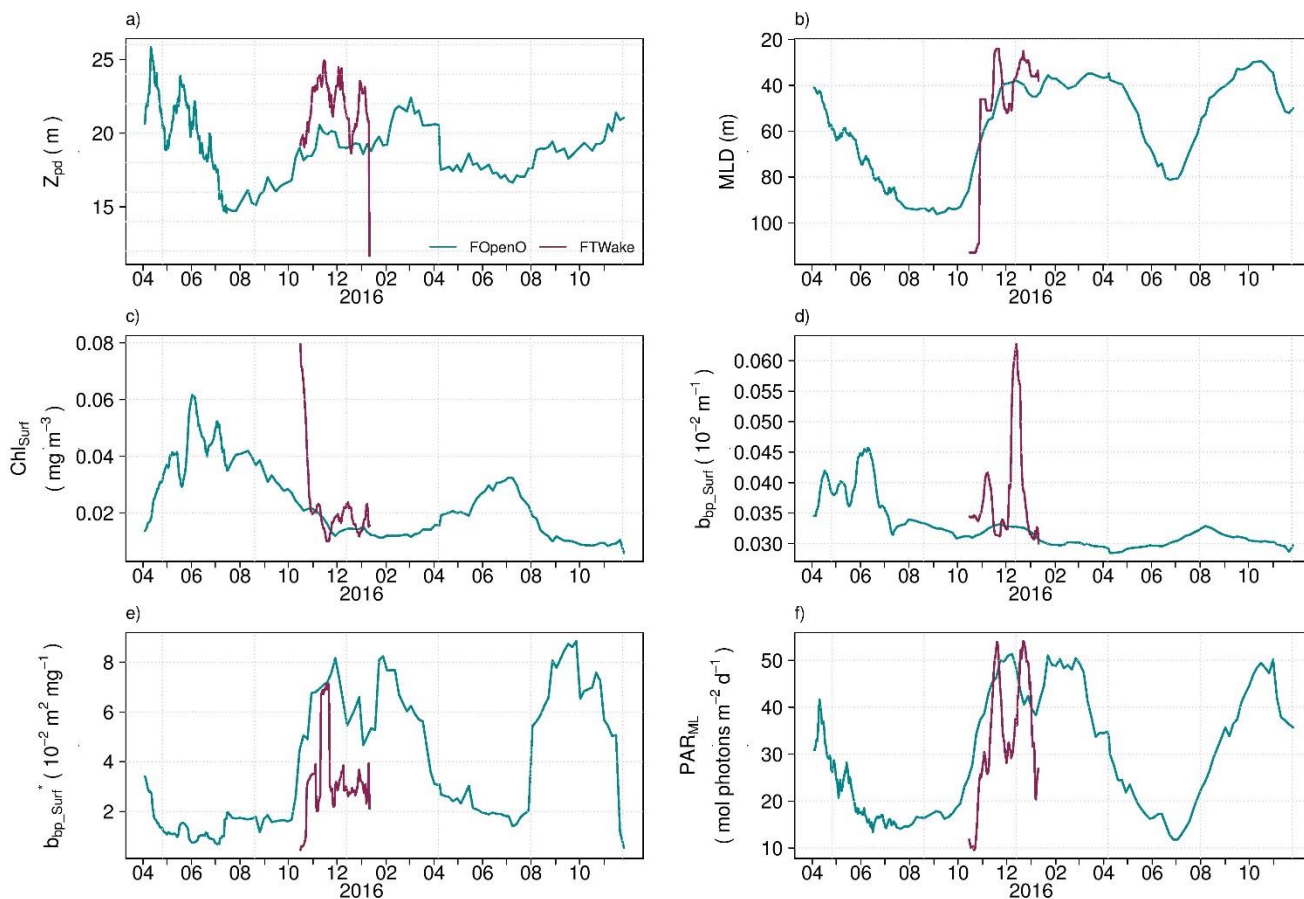 a)
Z_pd ( m )
25
20
15
FOpenO FTWake
04 06 08 10 12 02 04 06 08 10
2016
b)
MLD (m)
20
40
60
80
100
04 06 08 10 12 02 04 06 08 10
2016
c)
Chl_Surf
( mg m⁻³ )
0.08
0.06
0.04
0.02
04 06 08 10 12 02 04 06 08 10
2016
d)
b_bp_Surf ( 10⁻² m⁻¹ )
0.060
0.055
0.050
0.045
0.040
0.035
0.030
04 06 08 10 12 02 04 06 08 10
2016
e)
b_bp_Surf* ( 10⁻² m² mg⁻¹ )
8
6
4
2
04 06 08 10 12 02 04 06 08 10
2016
f)
PAR_ML
( mol photons m⁻² d⁻¹ )
50
40
30
20
10
04 06 08 10 12 02 04 06 08 10
2016